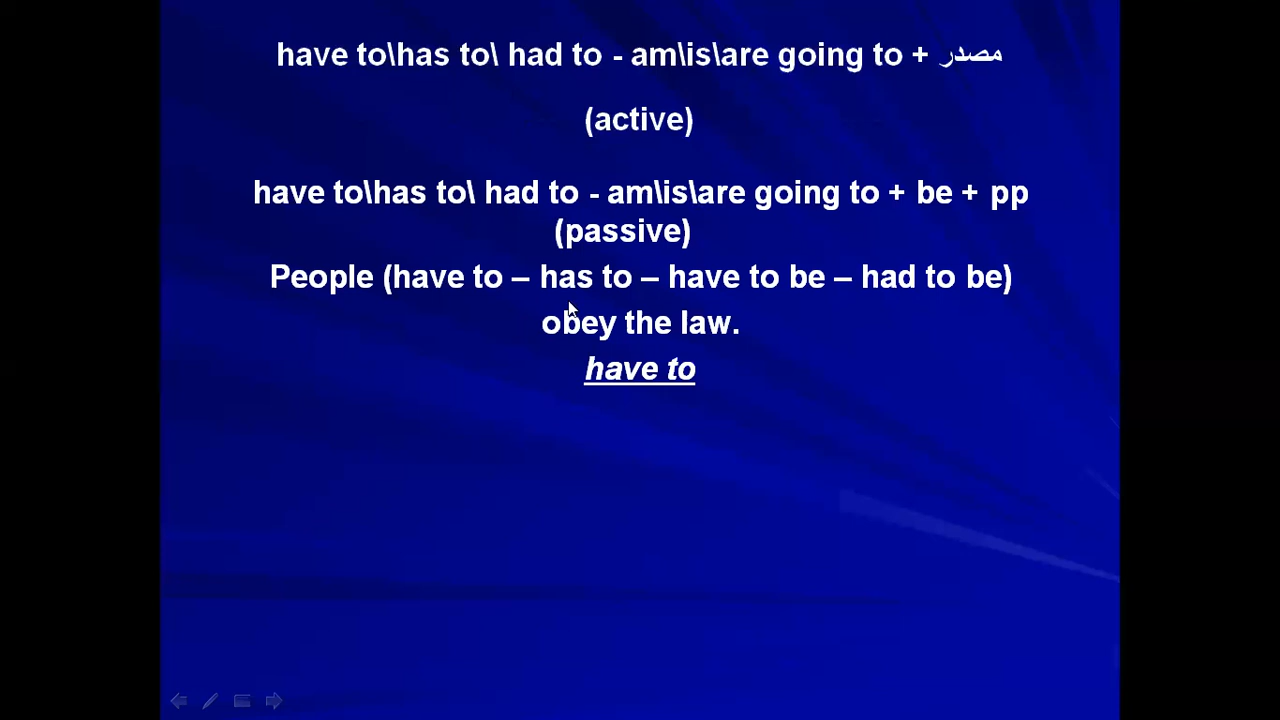 have to\has to\ had to - am\is\are going to + مصدر
(active)
have to\has to\ had to - am\is\are going to + be + pp
(passive)
People (have to – has to – have to be – had to be)
obey the law.
have to